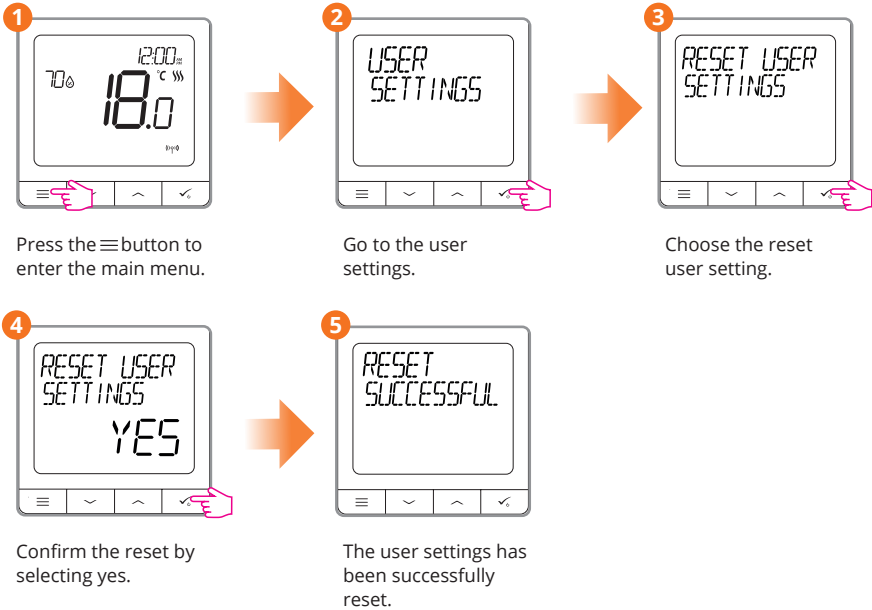 1
12:00
70
°C
18.0
Press the ☰ button to
enter the main menu.
2
USER
SETTINGS
Go to the user
settings.
3
RESET USER
SETTINGS
Choose the reset
user setting.
4
RESET USER
SETTINGS
YES
Confirm the reset by
selecting yes.
5
RESET
SUCCESSFUL
The user settings has
been successfully
reset.